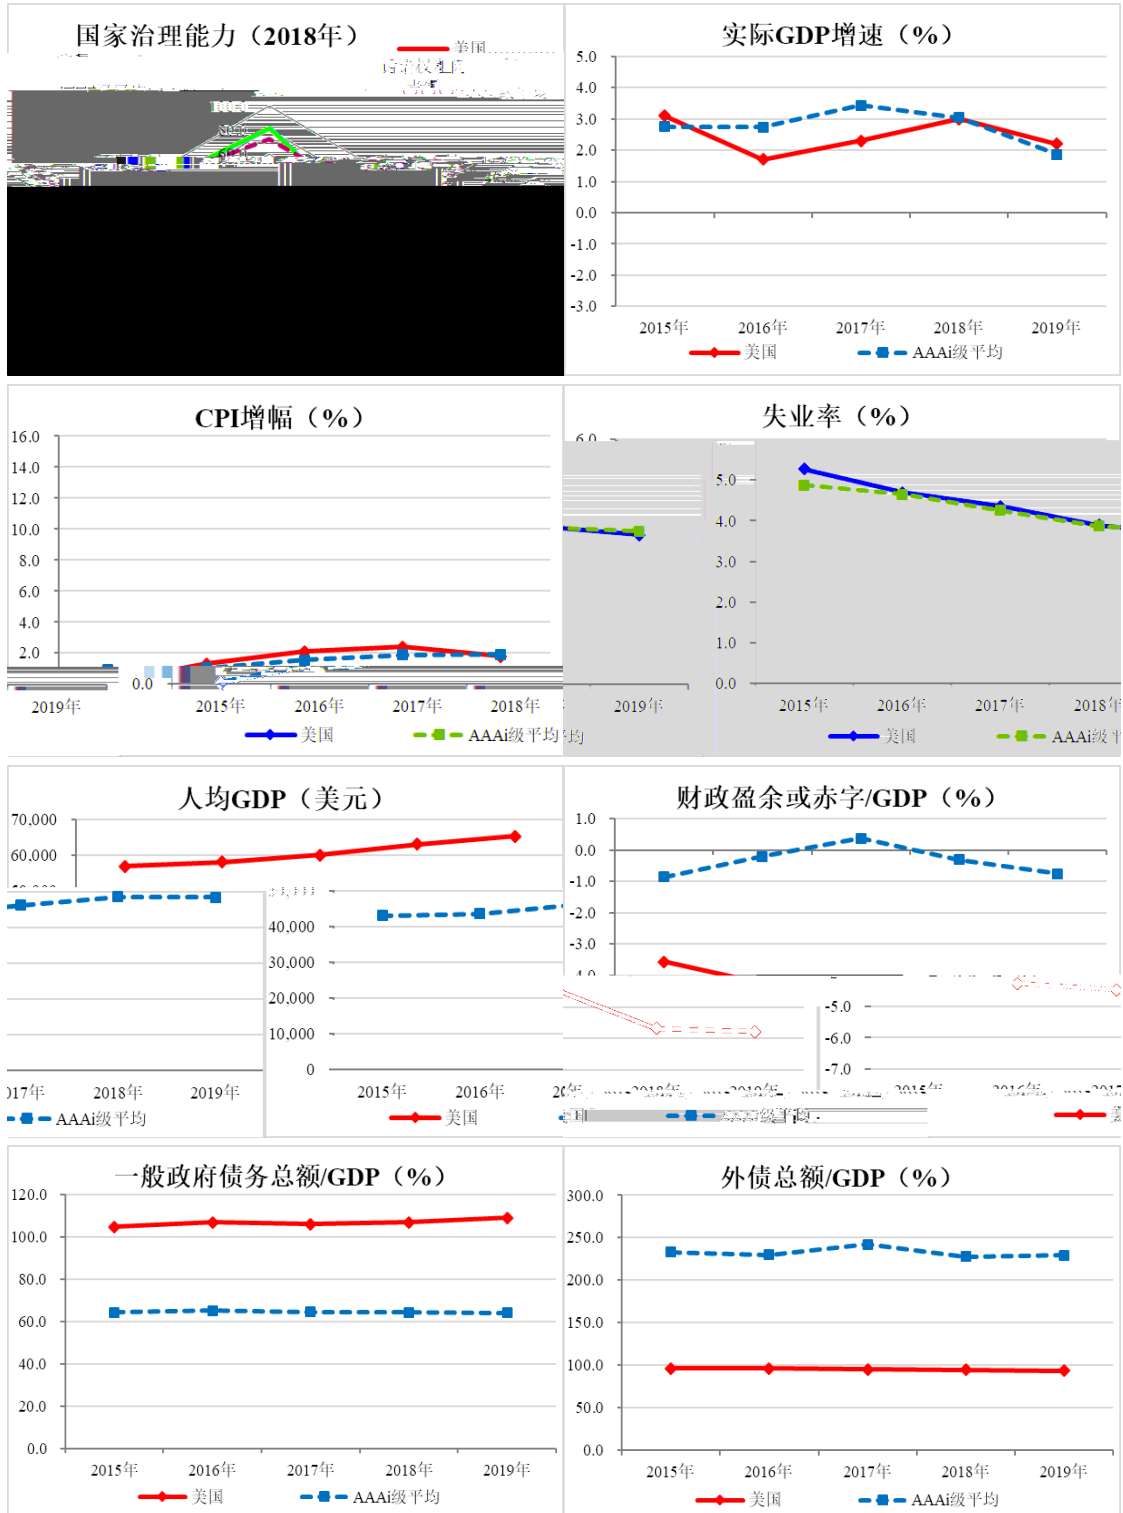 国家治理能力（2018年）
美国
实际GDP增速（%）
5.0
4.0
3.0
2.0
1.0
0.0
-1.0
-2.0
-3.0
2015年 2016年 2017年 2018年 2019年
美国 AAAi级平均
CPI增幅（%）
16.0
14.0
12.0
10.0
8.0
6.0
4.0
2.0
0.0
2019年 2015年 2016年 2017年 2018年
美国 AAAi级平均
失业率（%）
6.0
5.0
4.0
3.0
2.0
1.0
0.0
2019年 2015年 2016年 2017年 2018年
美国 AAAi级平
人均GDP（美元）
70,000
60,000
40,000
30,000
20,000
10,000
0
017年 2018年 2019年 2015年 2016年
AAAi级平均 美国
财政盈余或赤字/GDP（%）
1.0
0.0
-1.0
-2.0
-3.0
-5.0
-6.0
-7.0
一般政府债务总额/GDP（%）
120.0
100.0
80.0
60.0
40.0
20.0
0.0
2015年 2016年 2017年 2018年 2019年
美国 AAAi级平均
外债总额/GDP（%）
300.0
250.0
200.0
150.0
100.0
50.0
0.0
2015年 2016年 2017年 2018年 2019年
美国 AAAi级平均